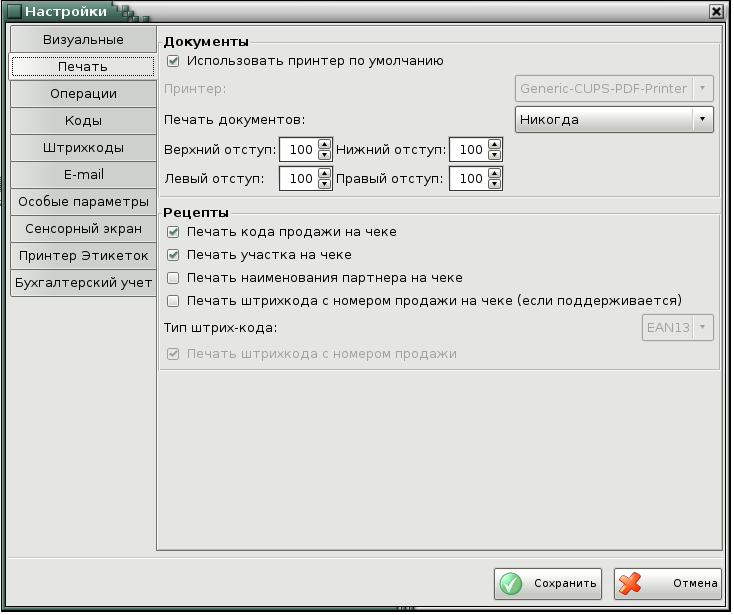 Настройки
Визуальные
Печать
Операции
Коды
Штрихкоды
E-mail
Особые параметры
Сенсорный экран
Принтер Этикеток
Бухгалтерский учет
Документы
Использовать принтер по умолчанию
Принтер: Generic-CUPS-PDF-Printer
Печать документов: Никогда
Верхний отступ: 100 Нижний отступ: 100
Левый отступ: 100 Правый отступ: 100
Рецепты
Печать кода продажи на чеке
Печать участка на чеке
Печать наименования партнера на чеке
Печать штрихкода с номером продажи на чеке (если поддерживается)
Тип штрих-кода: EAN13
Печать штрихкода с номером продажи
Сохранить Отмена